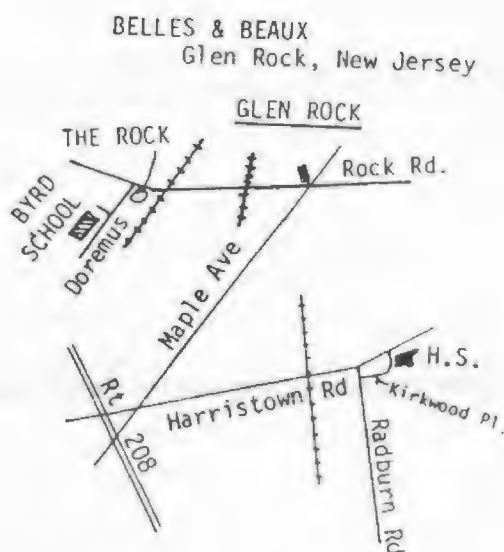 BELLES & BEAUX
Glen Rock, New Jersey
GLEN ROCK
THE ROCK
Rock Rd.
BYRD
SCHOOL
Doremus
Maple Ave
H.S.
Kirkwood Pl.
Harristown Rd
Rt 208
Radburn Rd